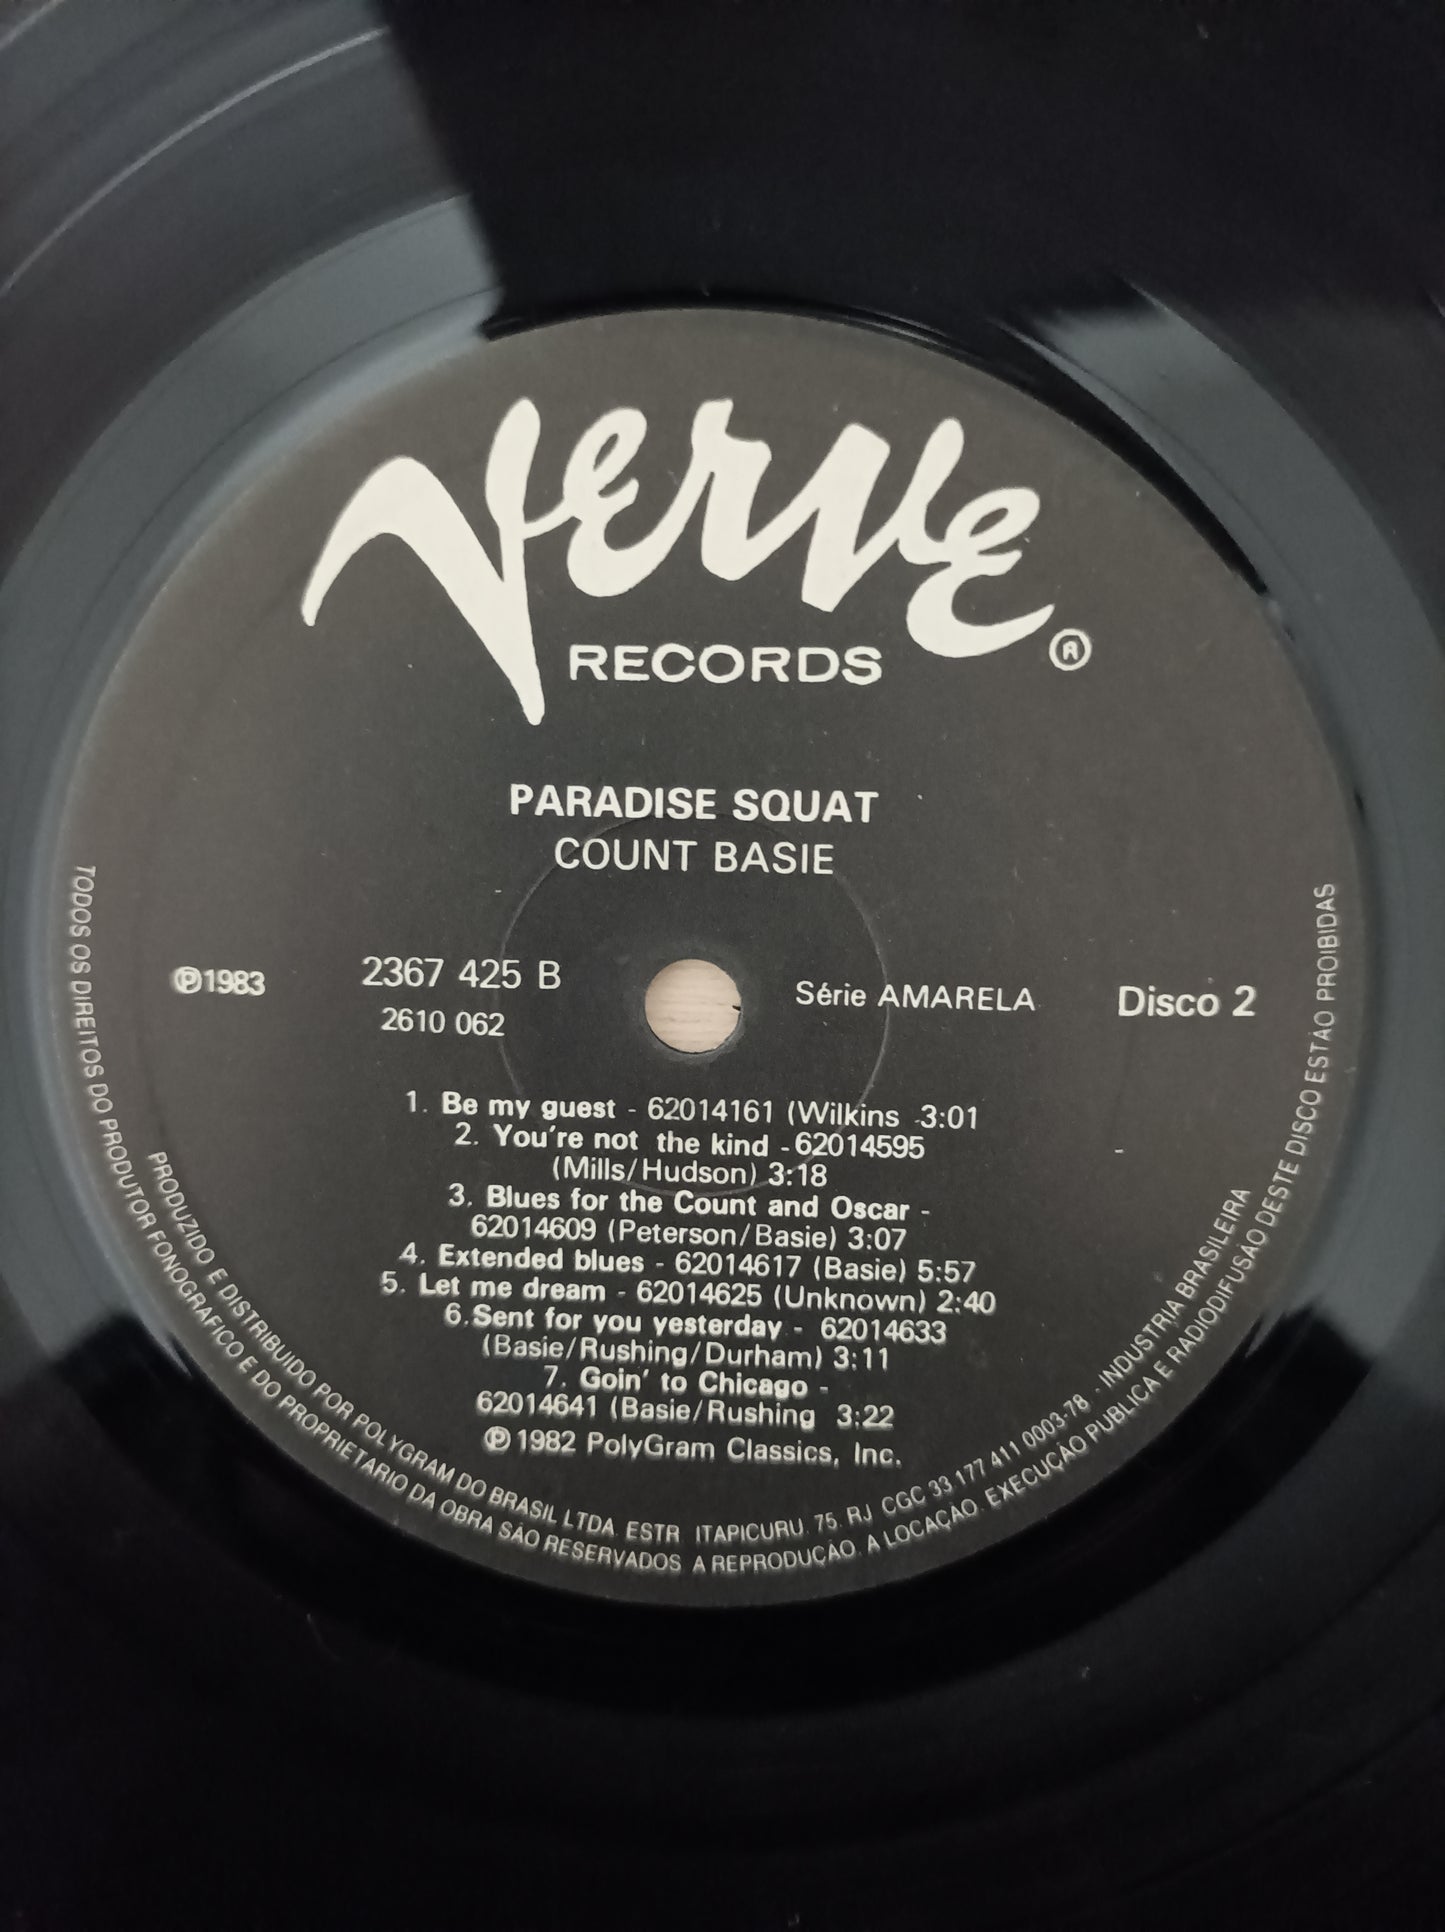 Verve
RECORDS ®
PARADISE SQUAT
COUNT BASIE
℗1983
2367 425 B
2610 062
Série AMARELA
Disco 2
1. Be my guest - 62014161 (Wilkins 3:01
2. You're not the kind - 62014595
(Mills/Hudson) 3:18
3. Blues for the Count and Oscar -
62014609 (Peterson/Basie) 3:07
4. Extended blues - 62014617 (Basie) 5:57
5. Let me dream - 62014625 (Unknown) 2:40
6. Sent for you yesterday - 62014633
(Basie/Rushing/Durham) 3:11
7. Goin' to Chicago -
62014641 (Basie/Rushing 3:22
℗ 1982 PolyGram Classics, Inc.
PRODUZIDO E DISTRIBUIDO POR POLYGRAM DO BRASIL LTDA. ESTR ITAPICURU. 75. RJ CGC 33 177 411 0003-78 - INDUSTRIA BRASILEIRA
TODOS OS DIREITOS DO PRODUTOR FONOGRAFICO E DO PROPRIETARIO DA OBRA SÃO RESERVADOS A REPRODUÇÃO. A LOCAÇÃO. EXECUÇÃO PUBLICA E RADIODIFUSÃO DESTE DISCO ESTÃO PROIBIDAS